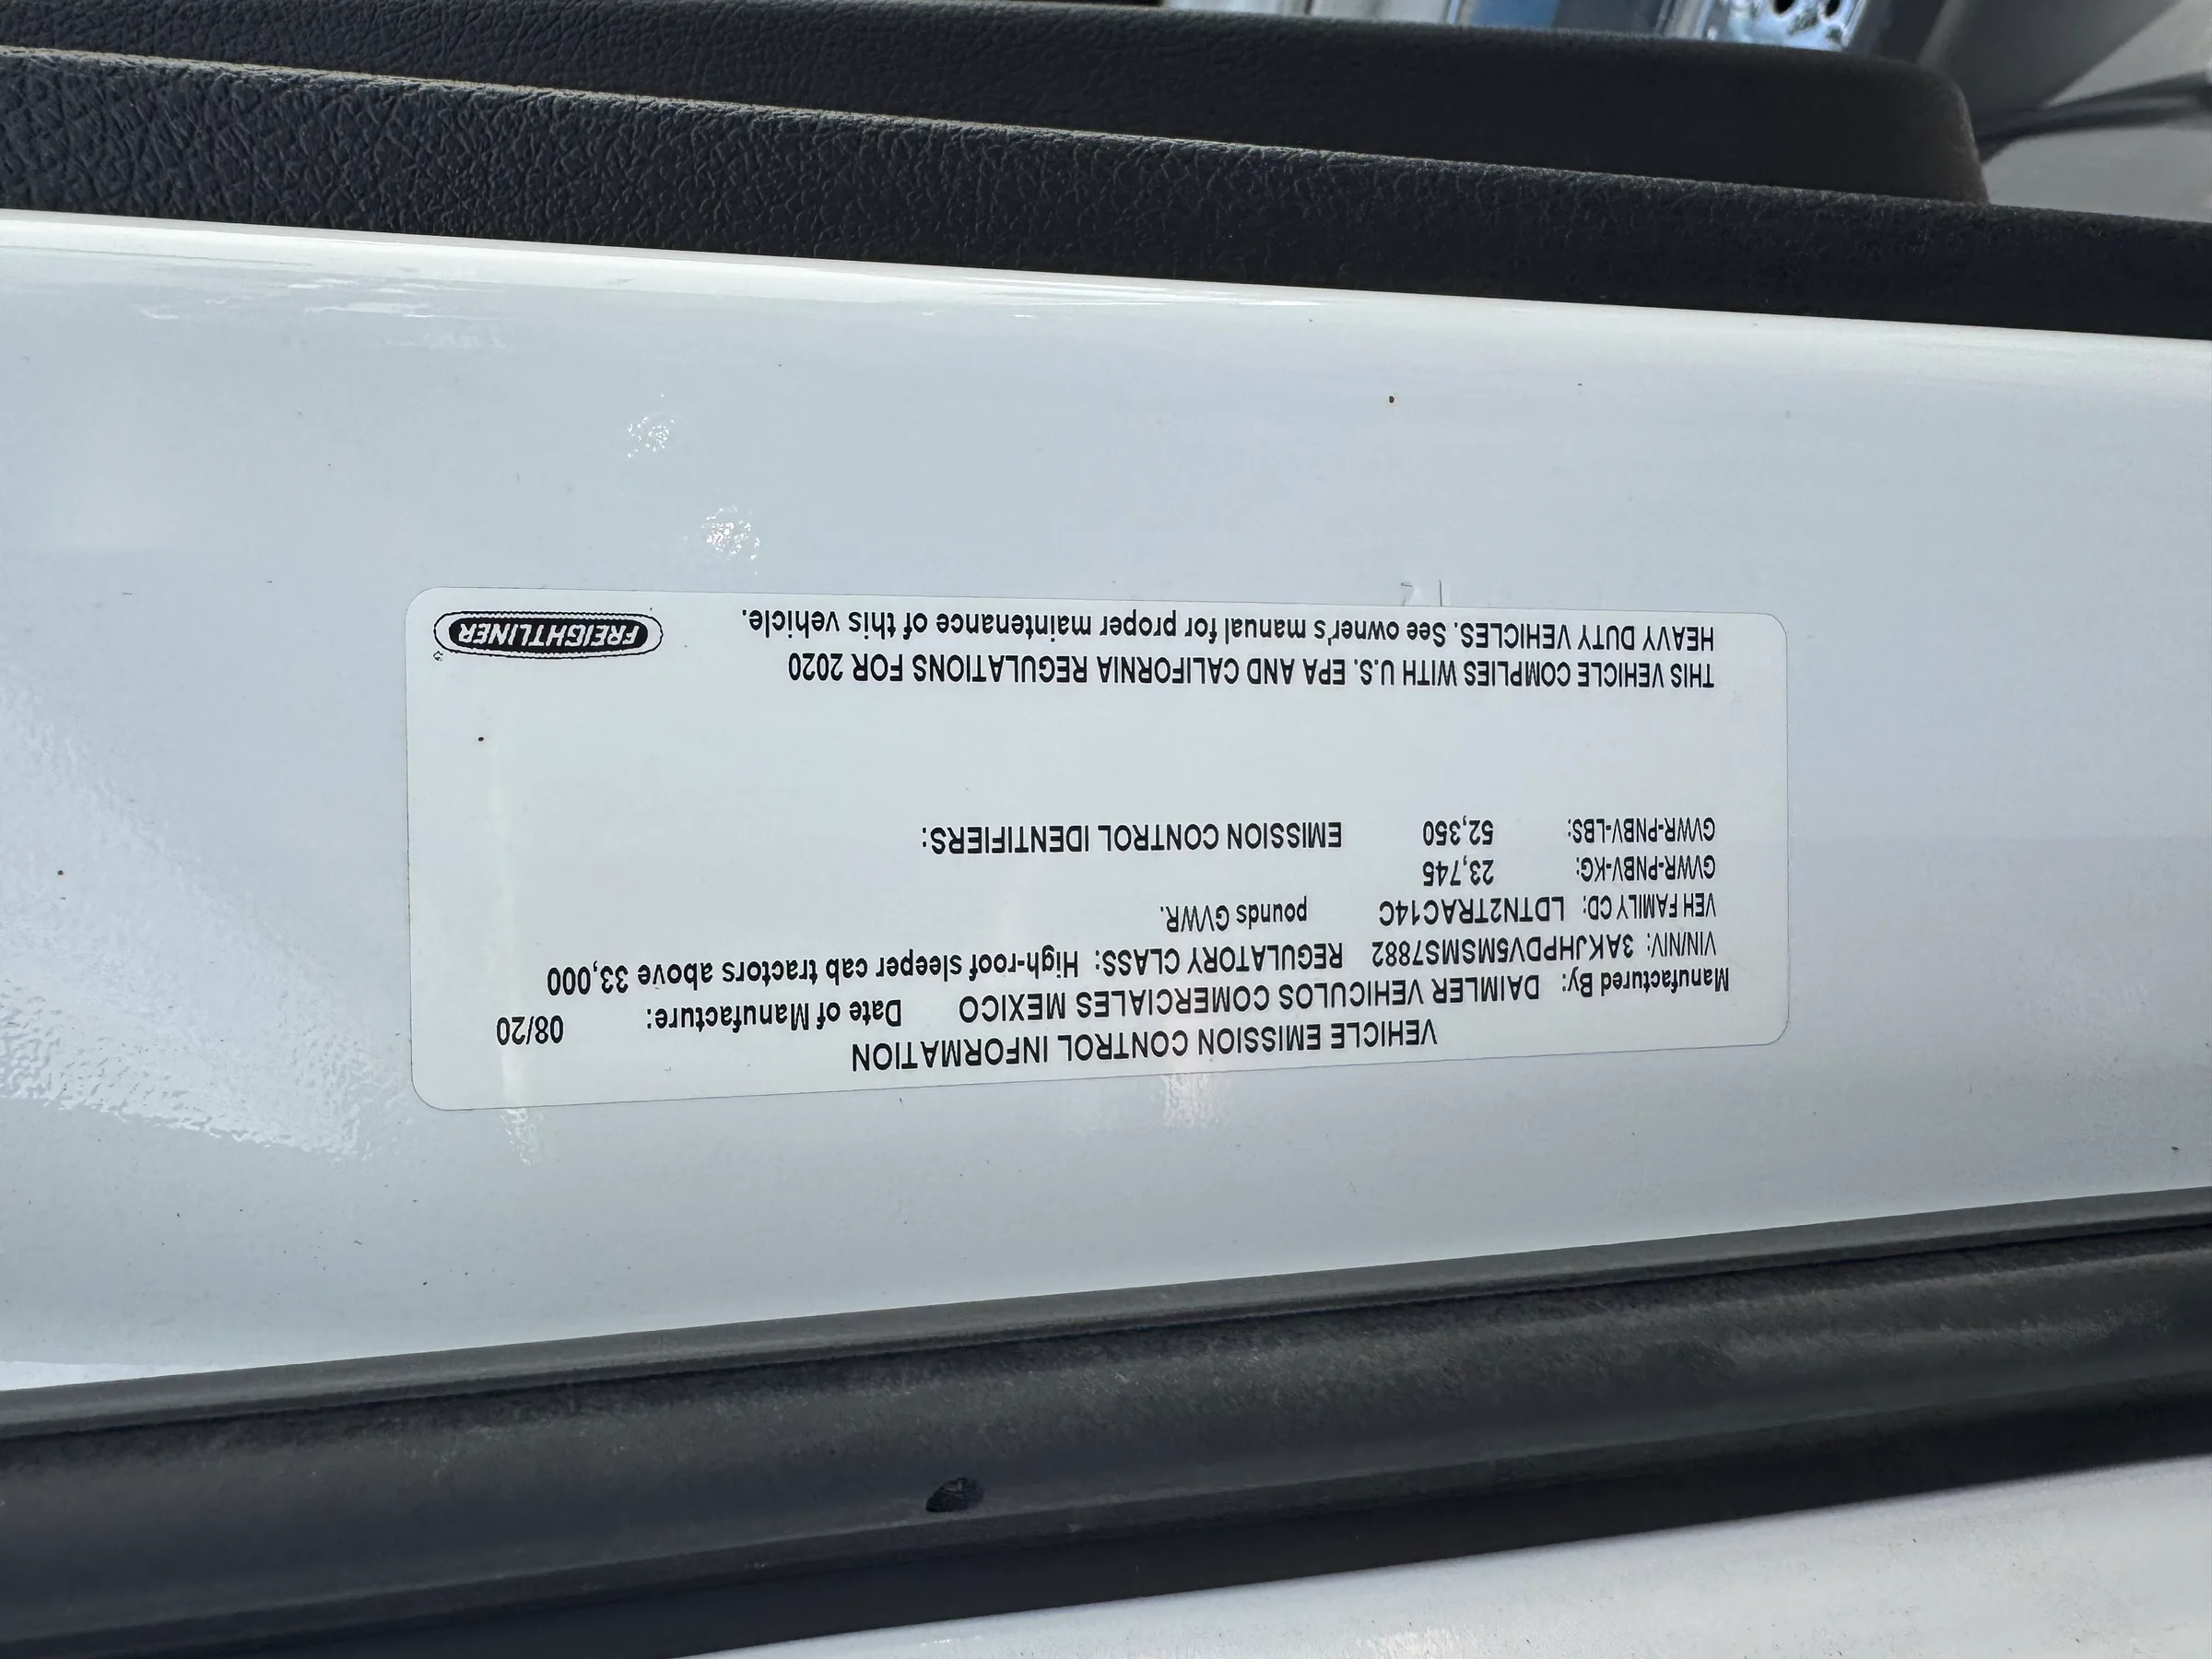 VEHICLE EMISSION CONTROL INFORMATION
Manufactured By: DAIMLER VEHICULOS COMERCIALES MEXICO Date of Manufacture: 08/20
VIN/NIV: 3AKJHPDV5MSMS7882 REGULATORY CLASS: High-roof sleeper cab tractors above 33,000
VEH FAMILY CD: LDTN2TRAC14C pounds GVWR.
GVWR-PNBV-KG: 23,745
GVWR-PNBV-LBS: 52,350 EMISSION CONTROL IDENTIFIERS:
THIS VEHICLE COMPLIES WITH U.S. EPA AND CALIFORNIA REGULATIONS FOR 2020
HEAVY DUTY VEHICLES. See owner's manual for proper maintenance of this vehicle.
FREIGHTLINER